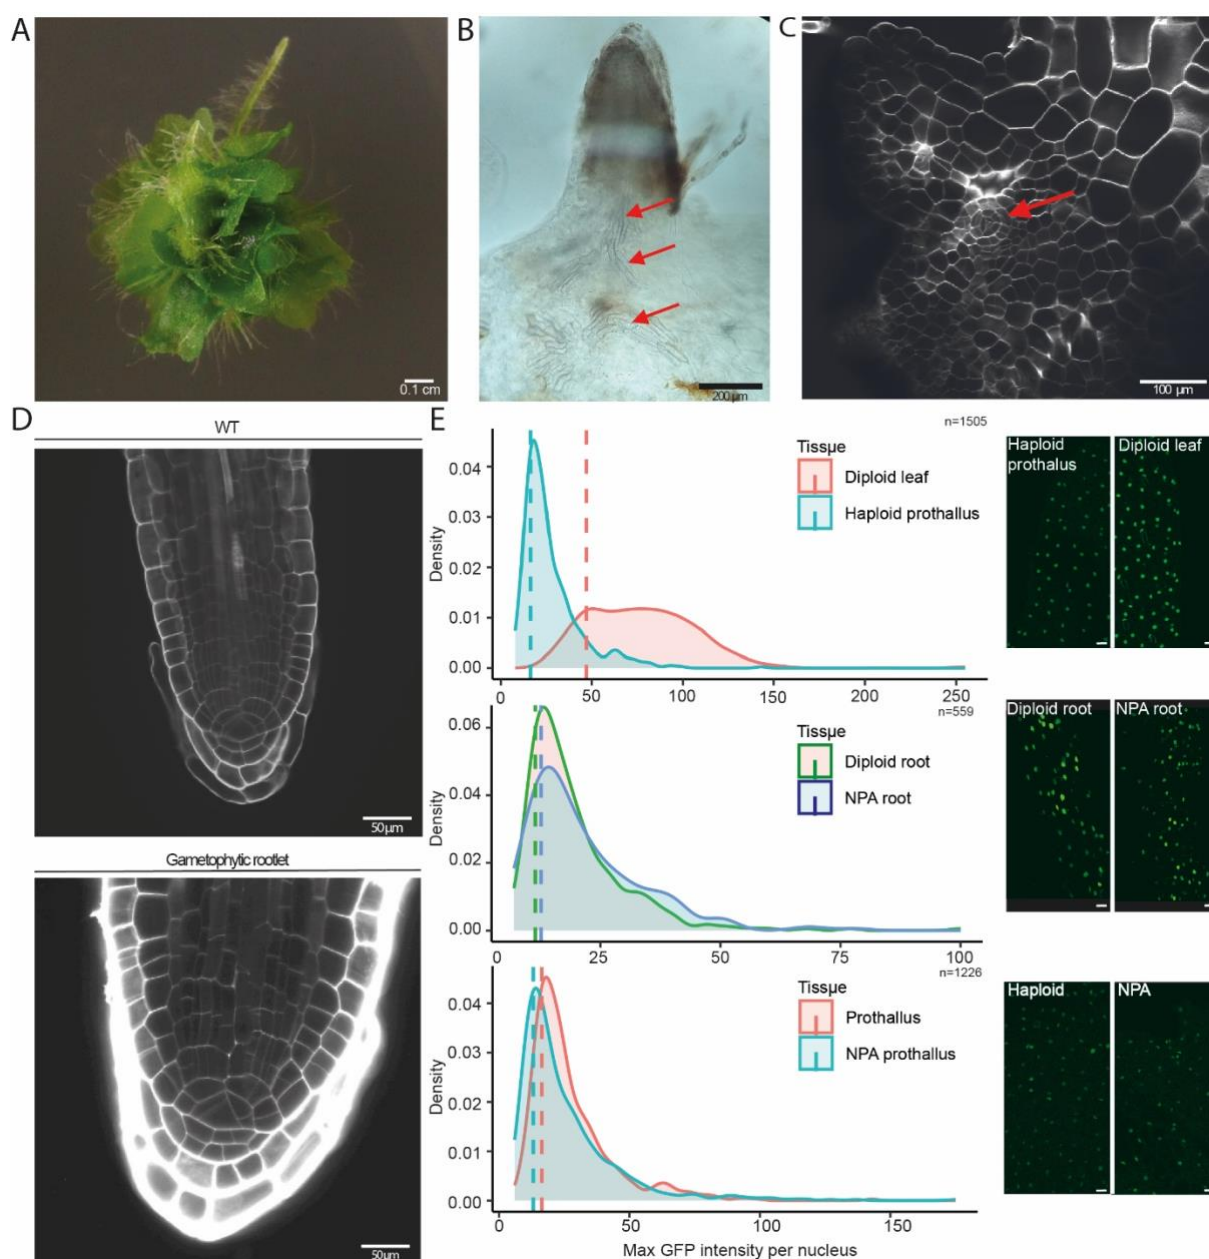 A
B
C
0.1 cm
200 µm
100 µm
D
WT
50µm
Gametophytic rootlet
50µm
E
n=1505
Density
0.04
0.03
0.02
0.01
0.00
0
50
100
150
200
250
Tissµe
Diploid leaf
Haploid prothallus
Haploid
prothalus
Diploid leaf
n=559
Density
0.06
0.04
0.02
0.00
0
25
50
75
100
Tissµe
Diploid root
NPA root
Diploid root
NPA root
n=1226
Density
0.04
0.03
0.02
0.01
0.00
0
50
100
150
Tissµe
Prothallus
NPA prothallus
Max GFP intensity per nucleus
Haploid
NPA